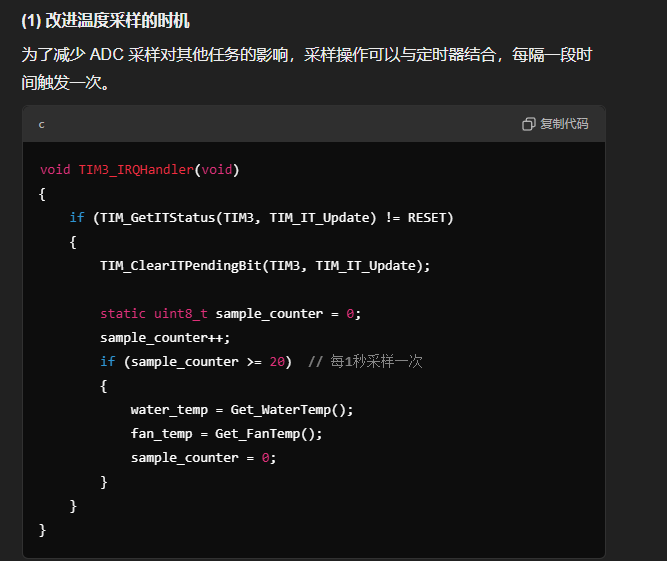 (1) 改进温度采样的时机
为了减少 ADC 采样对其他任务的影响，采样操作可以与定时器结合，每隔一段时
间触发一次。
c 复制代码
void TIM3_IRQHandler(void)
{
    if (TIM_GetITStatus(TIM3, TIM_IT_Update) != RESET)
    {
        TIM_ClearITPendingBit(TIM3, TIM_IT_Update);
        static uint8_t sample_counter = 0;
        sample_counter++;
        if (sample_counter >= 20)  // 每1秒采样一次
        {
            water_temp = Get_WaterTemp();
            fan_temp = Get_FanTemp();
            sample_counter = 0;
        }
    }
}